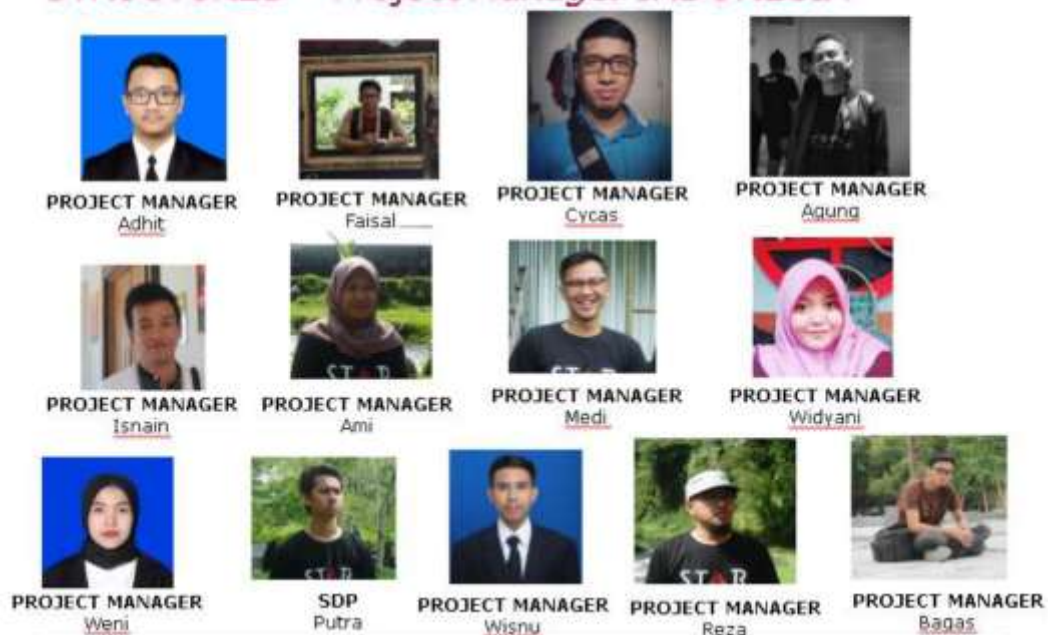 PROJECT MANAGER
Adhit
PROJECT MANAGER
Faisal
PROJECT MANAGER
Cycas
PROJECT MANAGER
Agung
PROJECT MANAGER
Isnain
PROJECT MANAGER
Ami
PROJECT MANAGER
Medi
PROJECT MANAGER
Widyani
PROJECT MANAGER
Weni
SDP
Putra
PROJECT MANAGER
Wisnu
PROJECT MANAGER
Reza
PROJECT MANAGER
Bagas